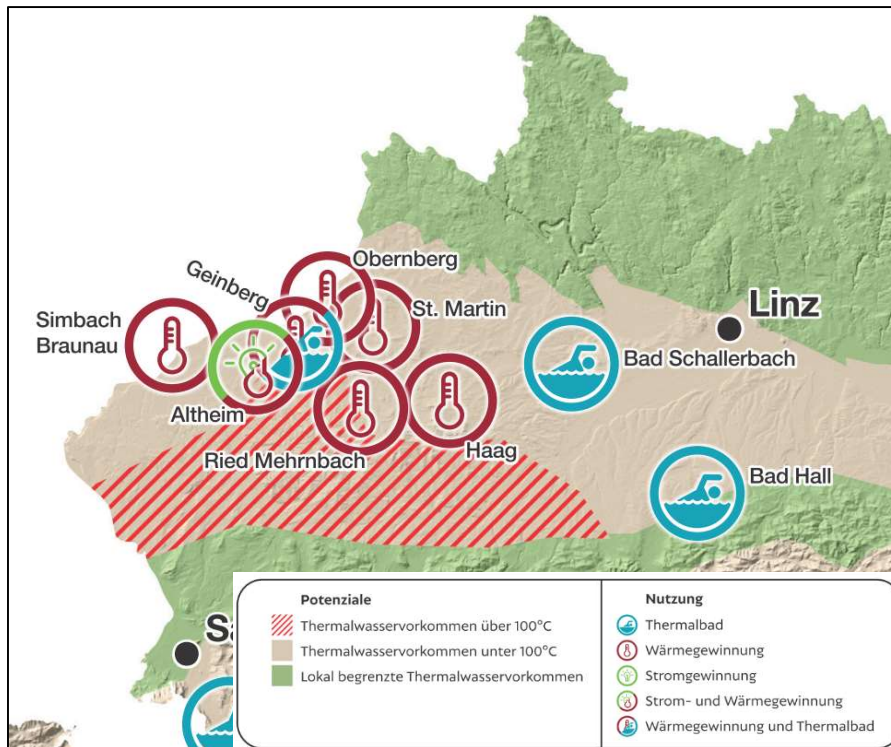 Obernberg
Geinberg
St. Martin
Simbach
Braunau
Linz
Bad Schallerbach
Altheim
Ried Mehrnbach
Haag
Bad Hall
Potenziale
Thermalwasservorkommen über 100°C
Thermalwasservorkommen unter 100°C
Lokal begrenzte Thermalwasservorkommen
Nutzung
Thermalbad
Wärmegewinnung
Stromgewinnung
Strom- und Wärmegewinnung
Wärmegewinnung und Thermalbad